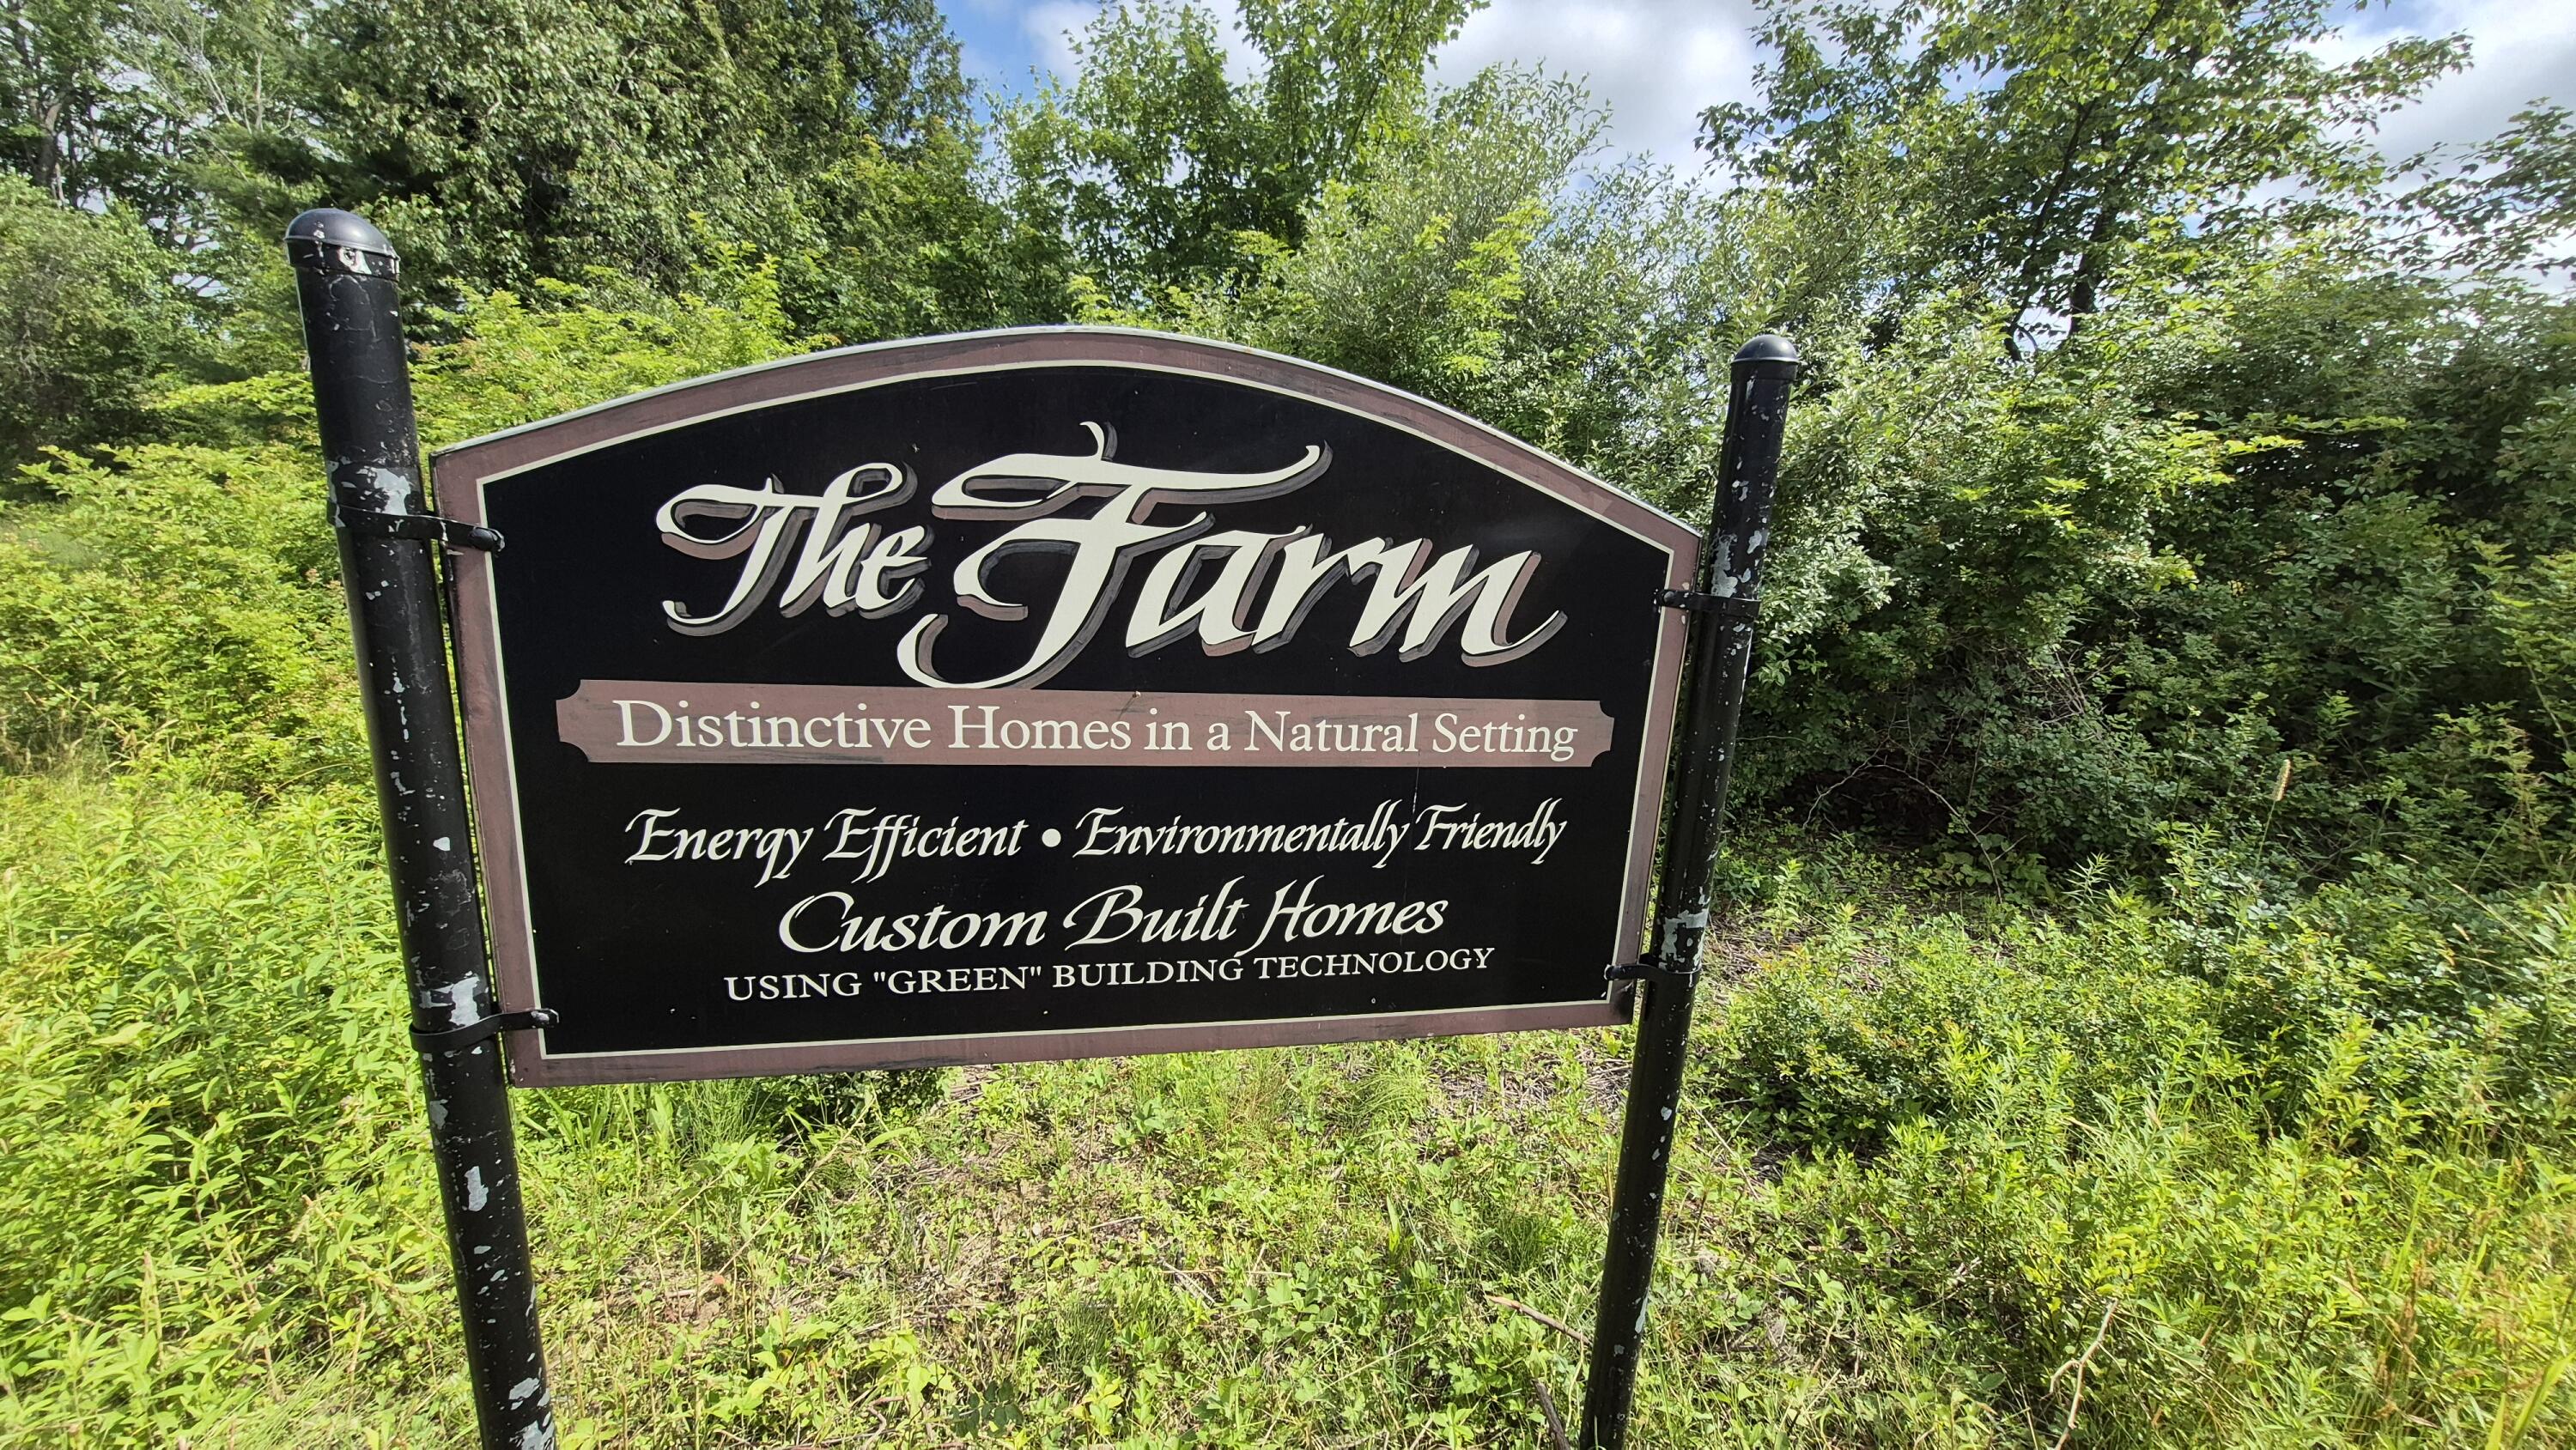 The Farm
Distinctive Homes in a Natural Setting
Energy Efficient • Environmentally Friendly
Custom Built Homes
USING "GREEN" BUILDING TECHNOLOGY